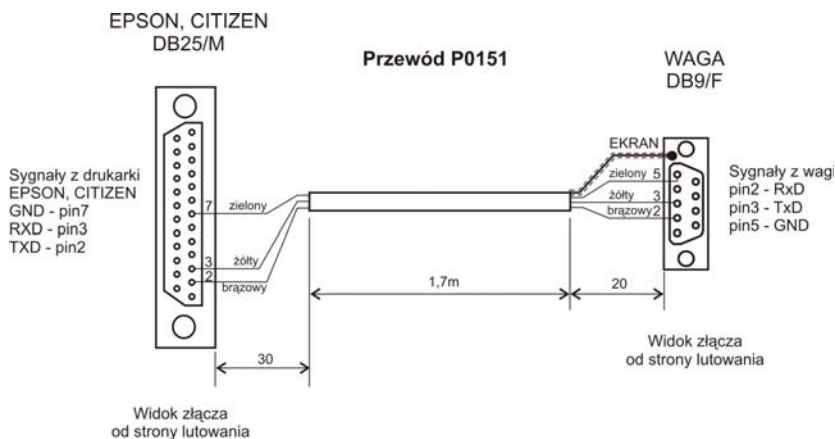 EPSON, CITIZEN
DB25/M
Przewód P0151
WAGA
DB9/F
Sygnały z drukarki
EPSON, CITIZEN
GND - pin7
RXD - pin3
TXD - pin2
7
zielony
3
żółty
2
brązowy
EKRAN
zielony
5
żółty
3
brązowy
2
Sygnały z wagi
pin2 - RxD
pin3 - TxD
pin5 - GND
1,7m
20
30
Widok złącza
od strony lutowania
Widok złącza
od strony lutowania